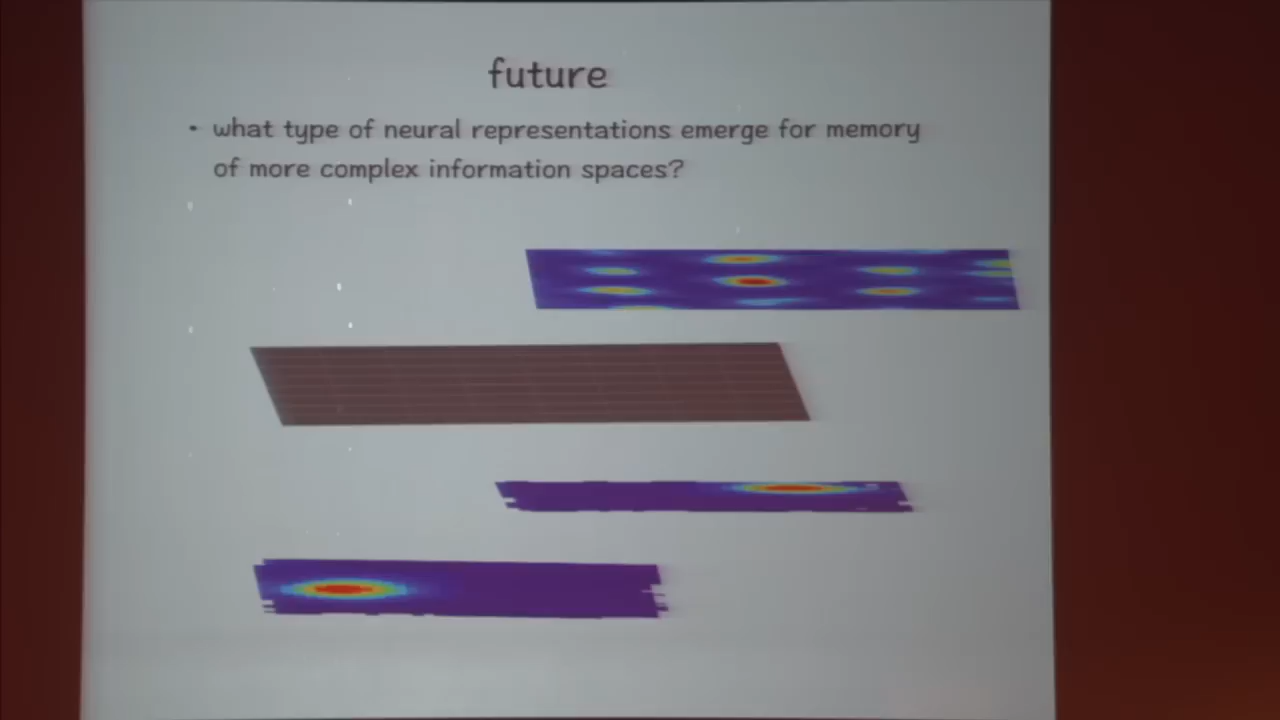 future
• what type of neural representations emerge for memory
of more complex information spaces?